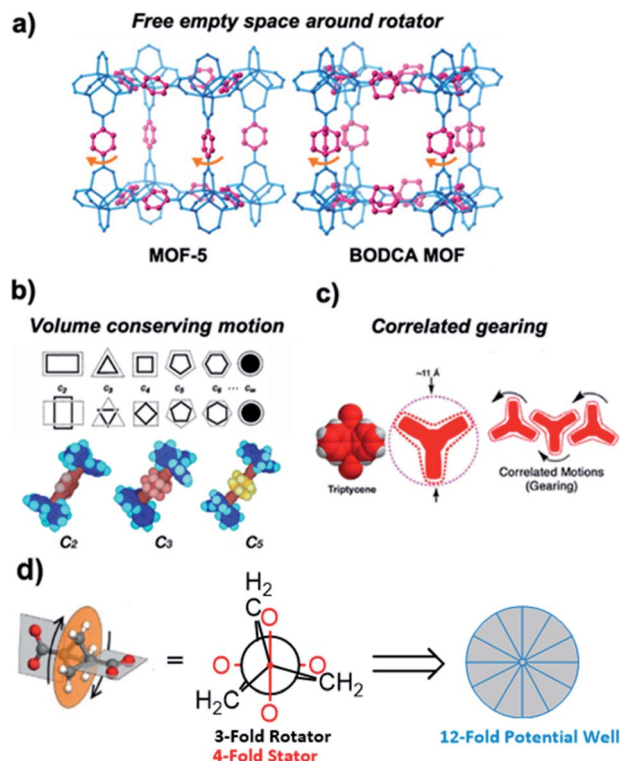 a)
Free empty space around rotator
MOF-5
BODCA MOF
b)
Volume conserving motion
C₂ C₃ C₄ C₅ C₆ ... C∞
C₂
C₃
C₅
c)
Correlated gearing
~11 Å
Triptycene
Correlated Motions
(Gearing)
d)
=
H₂
C
O
O
O
O
H₂C
CH₂
3-Fold Rotator
4-Fold Stator
12-Fold Potential Well